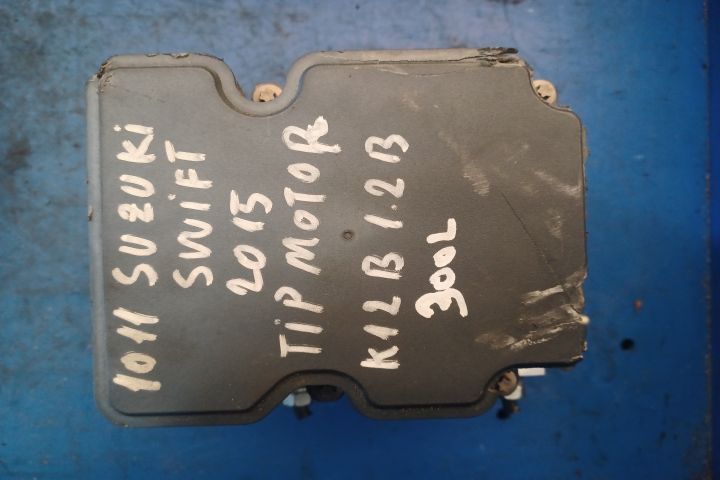 1011 SUZUKi
SWiFT
2015
TiP MOTOR
K12B 1.2B
300L